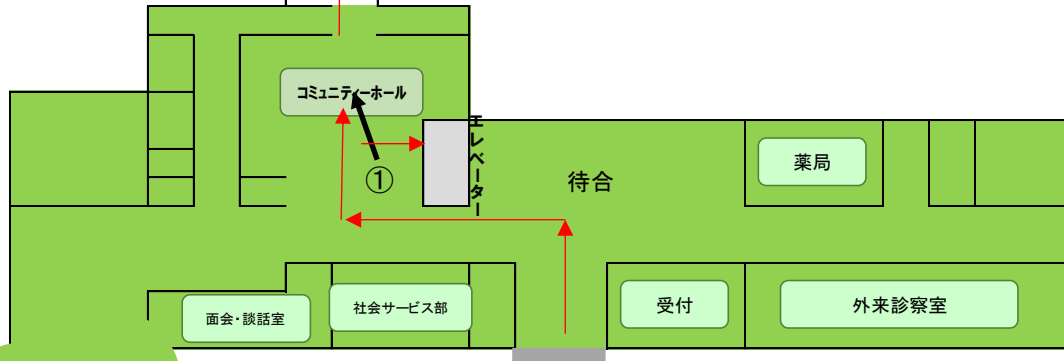 コミュニティーホール
エレベーター
薬局
①
待合
面会・談話室
社会サービス部
受付
外来診察室